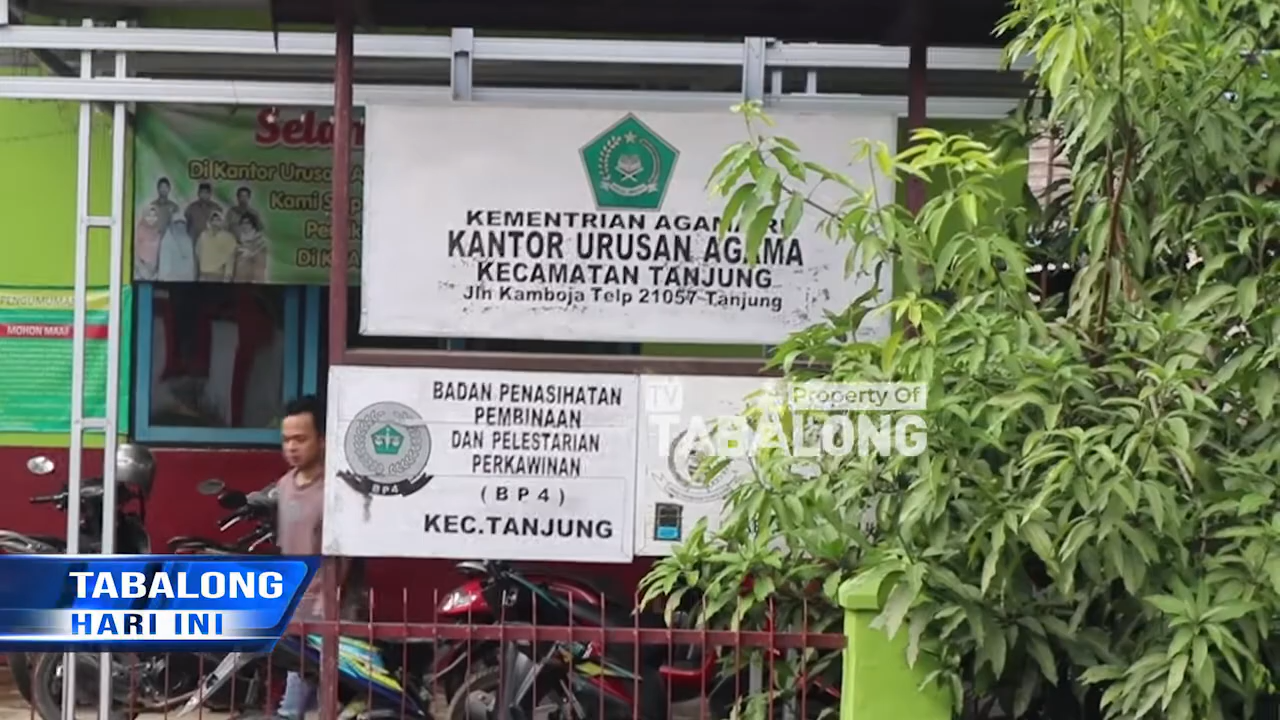 Selam
Di Kantor Urusan A
Kami S
Pe
Di K
PENGUMUMA
MOHON MAAF
KEMENTRIAN AGAMA RI
KANTOR URUSAN AGAMA
KECAMATAN TANJUNG
Jln Kamboja Telp 21057 Tanjung
BADAN PENASIHATAN
PEMBINAAN
DAN PELESTARIAN
PERKAWINAN
(BP4)
KEC.TANJUNG
BP4
TV
Property Of
TABALONG
TABALONG
HARI INI